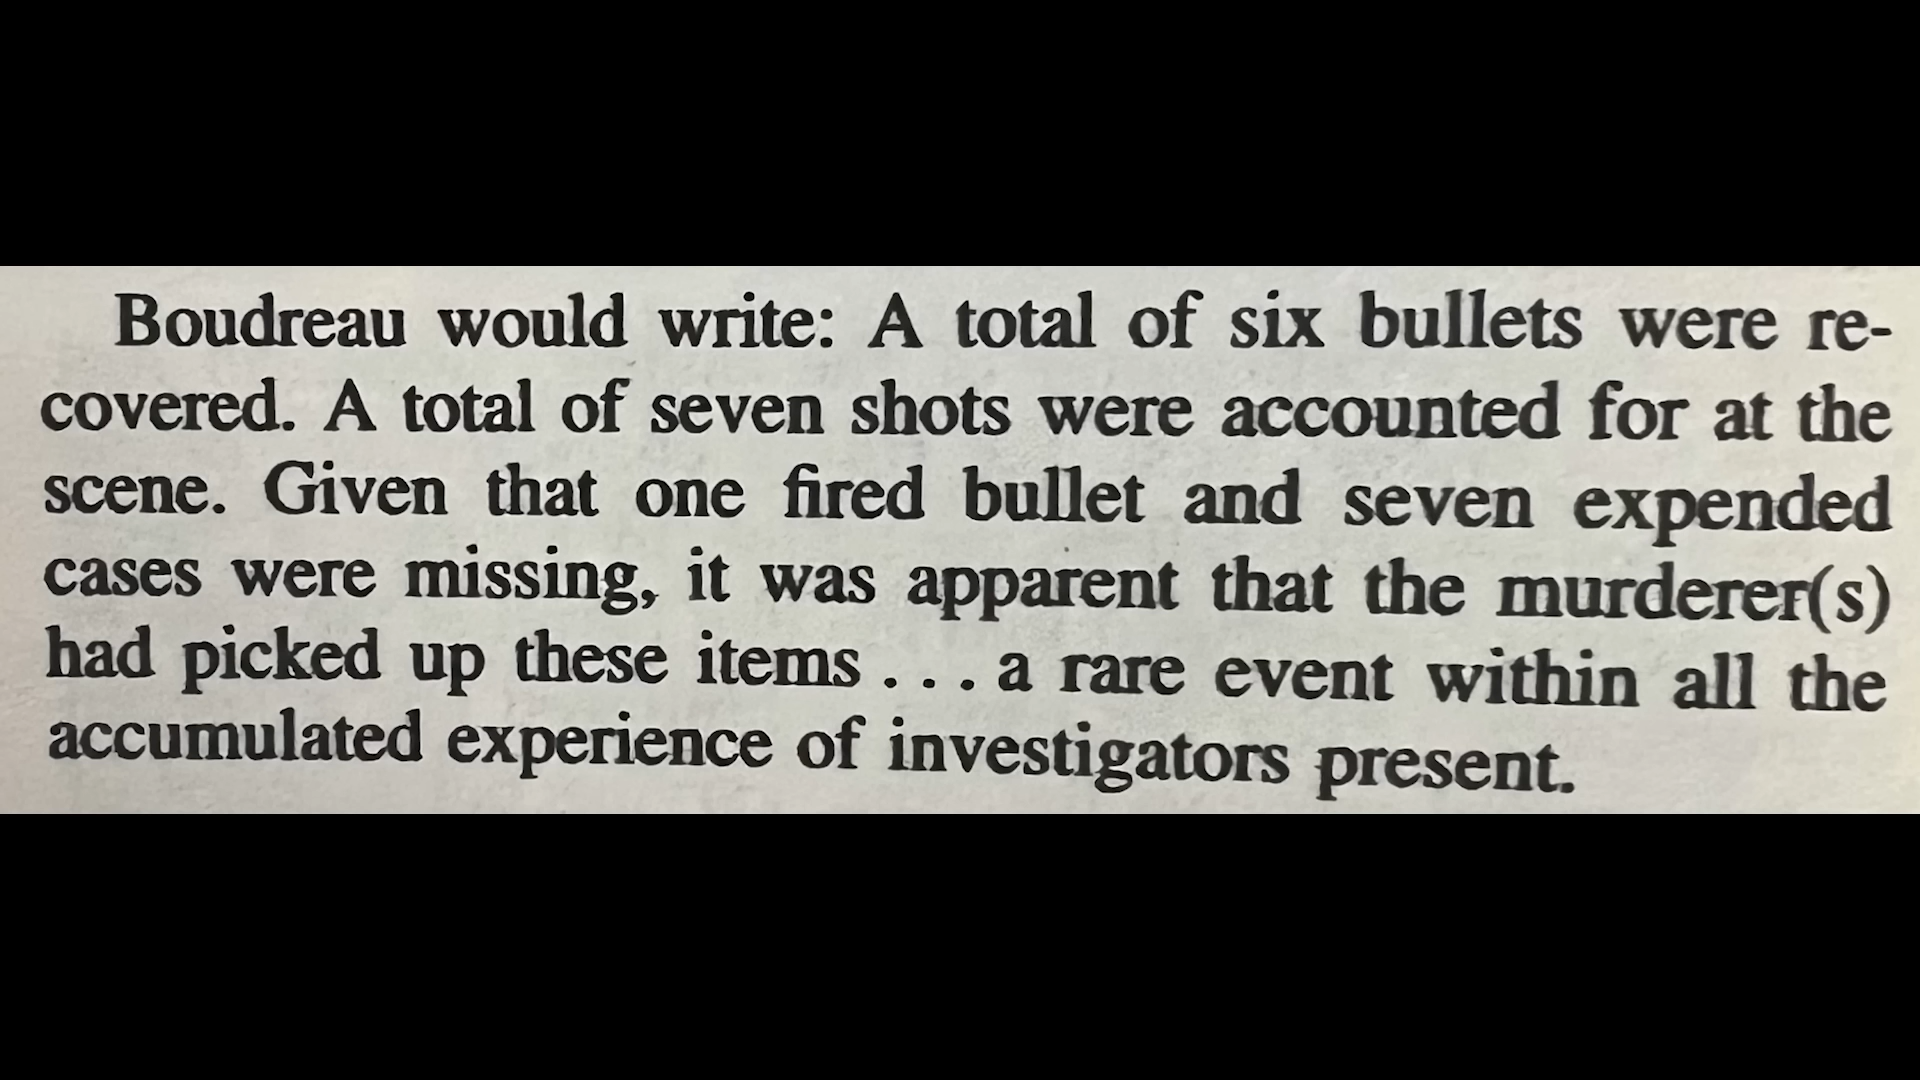 Boudreau would write: A total of six bullets were re-
covered. A total of seven shots were accounted for at the
scene. Given that one fired bullet and seven expended
cases were missing, it was apparent that the murderer(s)
had picked up these items . . . a rare event within all the
accumulated experience of investigators present.